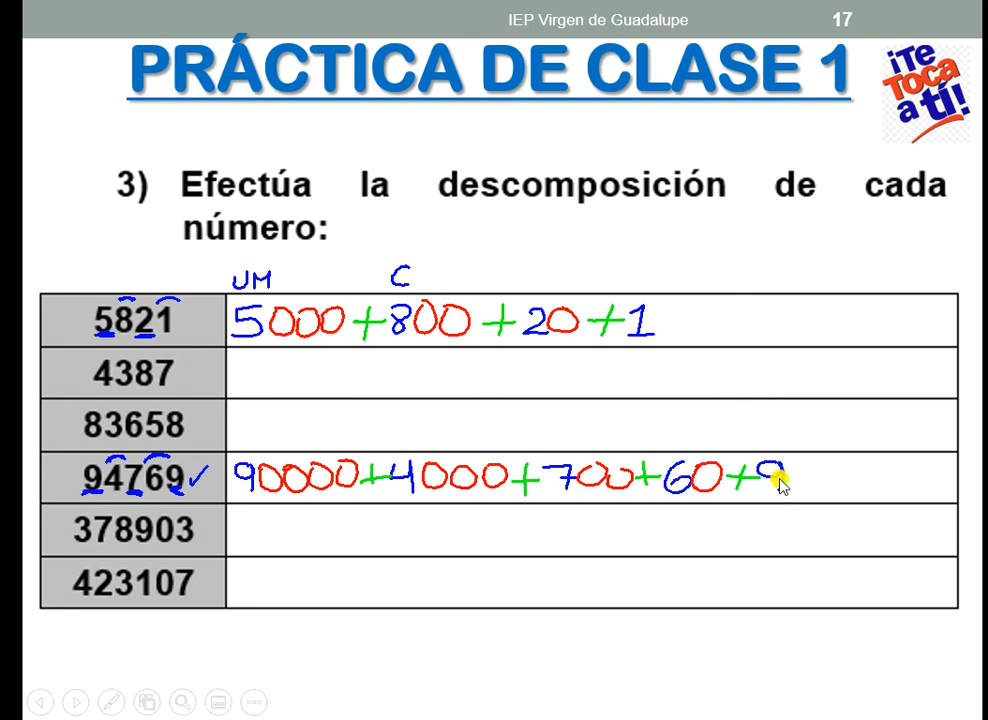 IEP Virgen de Guadalupe 17
PRÁCTICA DE CLASE 1
¡Te
Toca
a tí!
3) Efectúa la descomposición de cada
número:
UM C
5821 5000 + 800 + 20 + 1
4387
83658
94769 ✓ 90000 + 4000 + 700 + 60 + 9
378903
423107